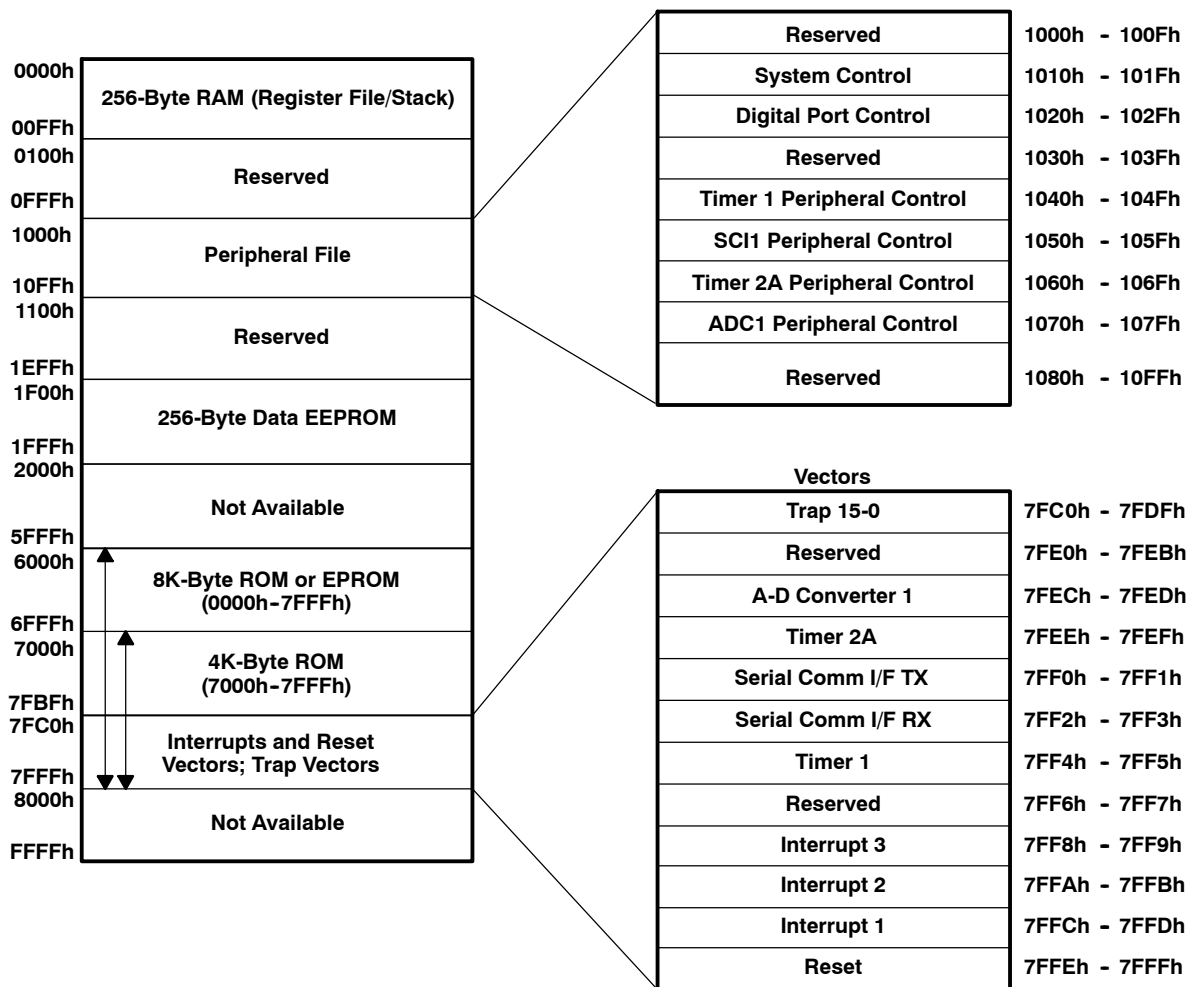 0000h
256-Byte RAM (Register File/Stack)
00FFh
0100h
Reserved
0FFFh
1000h
Peripheral File
10FFh
1100h
Reserved
1EFFh
1F00h
256-Byte Data EEPROM
1FFFh
2000h
Not Available
5FFFh
6000h
8K-Byte ROM or EPROM
(0000h-7FFFh)
6FFFh
7000h
4K-Byte ROM
(7000h-7FFFh)
7FBFh
7FC0h
Interrupts and Reset
Vectors; Trap Vectors
7FFFh
8000h
Not Available
FFFFh
Reserved 1000h - 100Fh
System Control 1010h - 101Fh
Digital Port Control 1020h - 102Fh
Reserved 1030h - 103Fh
Timer 1 Peripheral Control 1040h - 104Fh
SCI1 Peripheral Control 1050h - 105Fh
Timer 2A Peripheral Control 1060h - 106Fh
ADC1 Peripheral Control 1070h - 107Fh
Reserved 1080h - 10FFh
Vectors
Trap 15-0 7FC0h - 7FDFh
Reserved 7FE0h - 7FEBh
A-D Converter 1 7FECh - 7FEDh
Timer 2A 7FEEh - 7FEFh
Serial Comm I/F TX 7FF0h - 7FF1h
Serial Comm I/F RX 7FF2h - 7FF3h
Timer 1 7FF4h - 7FF5h
Reserved 7FF6h - 7FF7h
Interrupt 3 7FF8h - 7FF9h
Interrupt 2 7FFAh - 7FFBh
Interrupt 1 7FFCh - 7FFDh
Reset 7FFEh - 7FFFh